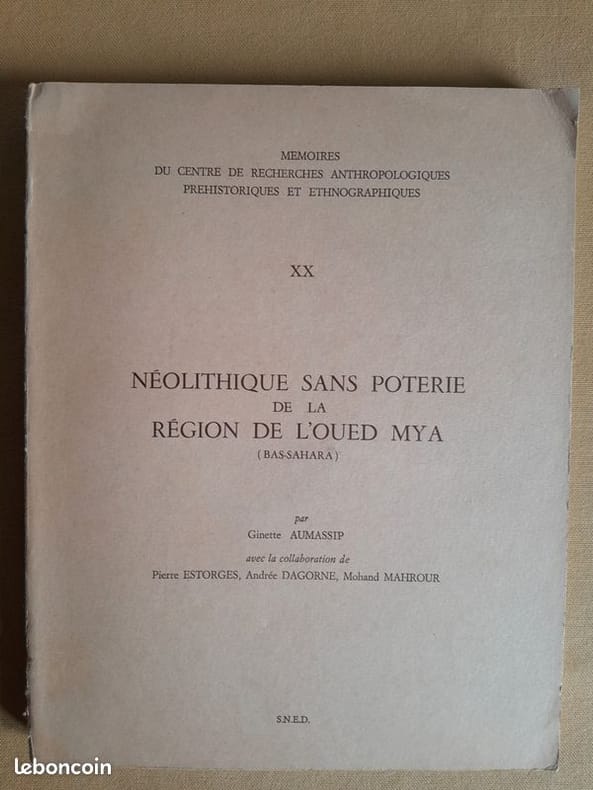 MEMOIRES
DU CENTRE DE RECHERCHES ANTHROPOLOGIQUES
PREHISTORIQUES ET ETHNOGRAPHIQUES
XX
NÉOLITHIQUE SANS POTERIE
DE LA
RÉGION DE L'OUED MYA
(BAS-SAHARA)
par
Ginette AUMASSIP
avec la collaboration de
Pierre ESTORGES, Andrée DAGORNE, Mohand MAHROUR
S.N.E.D.
leboncoin